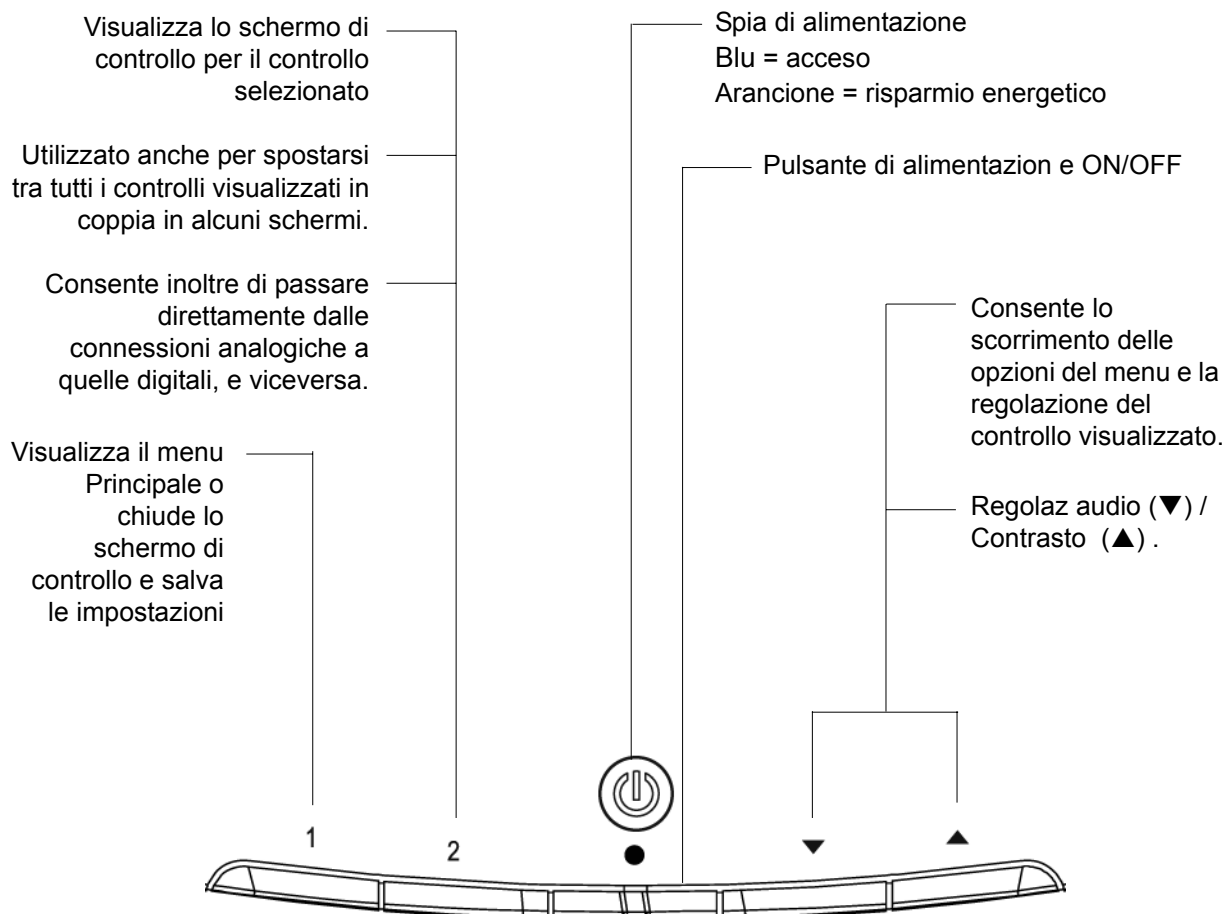 Visualizza lo schermo di
controllo per il controllo
selezionato
Utilizzato anche per spostarsi
tra tutti i controlli visualizzati in
coppia in alcuni schermi.
Consente inoltre di passare
direttamente dalle
connessioni analogiche a
quelle digitali, e viceversa.
Visualizza il menu
Principale o
chiude lo
schermo di
controllo e salva
le impostazioni
Spia di alimentazione
Blu = acceso
Arancione = risparmio energetico
Pulsante di alimentazion e ON/OFF
Consente lo
scorrimento delle
opzioni del menu e la
regolazione del
controllo visualizzato.
Regolaz audio (▼) /
Contrasto (▲) .
1
2
▼
▲